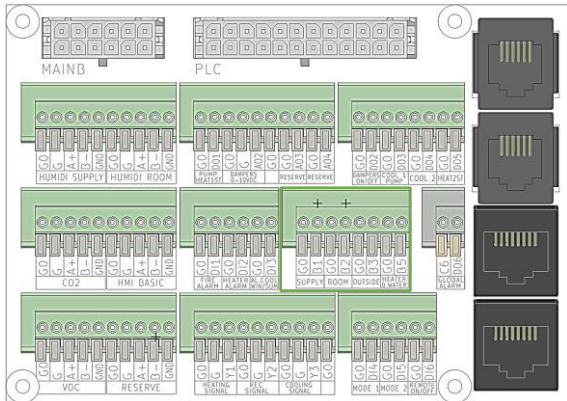 MAINB PLC
G0 G A+ B- GND G0 G A+ B- GND
HUMIDI SUPPLY HUMIDI ROOM
G0 DO1 G0 G AO2 G0 G AO3 G0 AO4
PUMP HEAT1ST DAMPERS 0-10VDC RESERVE RESERVE
G0 DO2 G0 DO3 G0 DO4 G0 DO5
DAMPERS ON/OFF COOL 1 PUMP COOL 2 HEAT2ST
G0 G A+ B- GND G0 G A+ B- GND
CO2 HMI BASIC
G0 DI1 G0 DI2 G0 DI3
FIRE ALARM HEATER ALARM AL.COOL WIN/SUM
G0 B1 G0 B2 G0 B3 G0 B5
SUPPLY ROOM OUTSIDE HEATER Q.WATER
C6 DO6
GLOBAL ALARM
G0 G A+ B- GND G0 G A+ B- GND
VOC RESERVE
G0 G Y1 G0 G Y2 G0 G Y3 G0
HEATING SIGNAL REC SIGNAL COOLING SIGNAL
G0 DI4 G0 DI5 G0 DI6
MODE 1 MODE 2 REMOTE ON/OFF